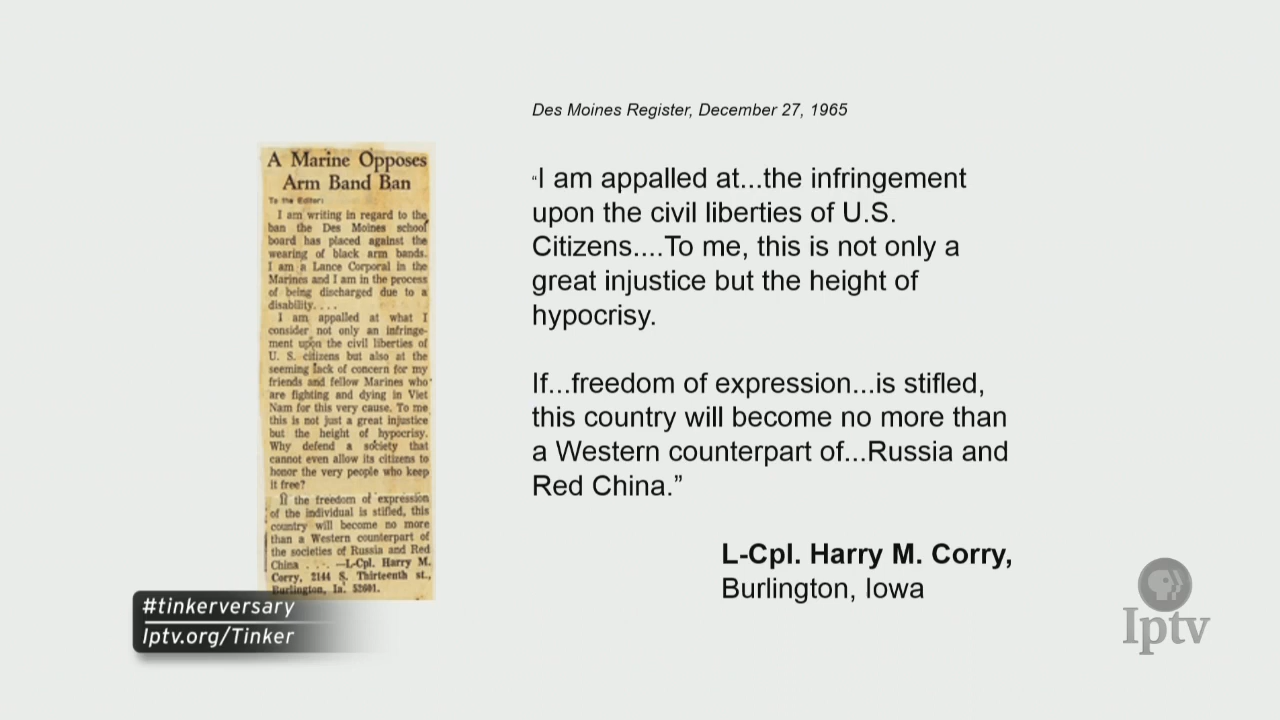 Des Moines Register, December 27, 1965
A Marine Opposes
Arm Band Ban
To the Editor:
I am writing in regard to the
ban the Des Moines school
board has placed against the
wearing of black arm bands.
I am a Lance Corporal in the
Marines and I am in the process
of being discharged due to a
disability. . . .
I am appalled at what I
consider not only an infringe-
ment upon the civil liberties of
U. S. citizens but also at the
seeming lack of concern for my
friends and fellow Marines who
are fighting and dying in Viet
Nam for this very cause. To me
this is not just a great injustice
but the height of hypocrisy.
Why defend a society that
cannot even allow its citizens to
honor the very people who keep
it free?
If the freedom of expression
of the individual is stifled, this
country will become no more
than a Western counterpart of
the societies of Russia and Red
China . . . . —L-Cpl. Harry M.
Corry, 2144 S. Thirteenth st.,
Burlington, Ia. 52601.
“I am appalled at...the infringement
upon the civil liberties of U.S.
Citizens....To me, this is not only a
great injustice but the height of
hypocrisy.
If...freedom of expression...is stifled,
this country will become no more than
a Western counterpart of...Russia and
Red China.”
L-Cpl. Harry M. Corry,
Burlington, Iowa
#tinkerversary
Iptv.org/Tinker
Iptv